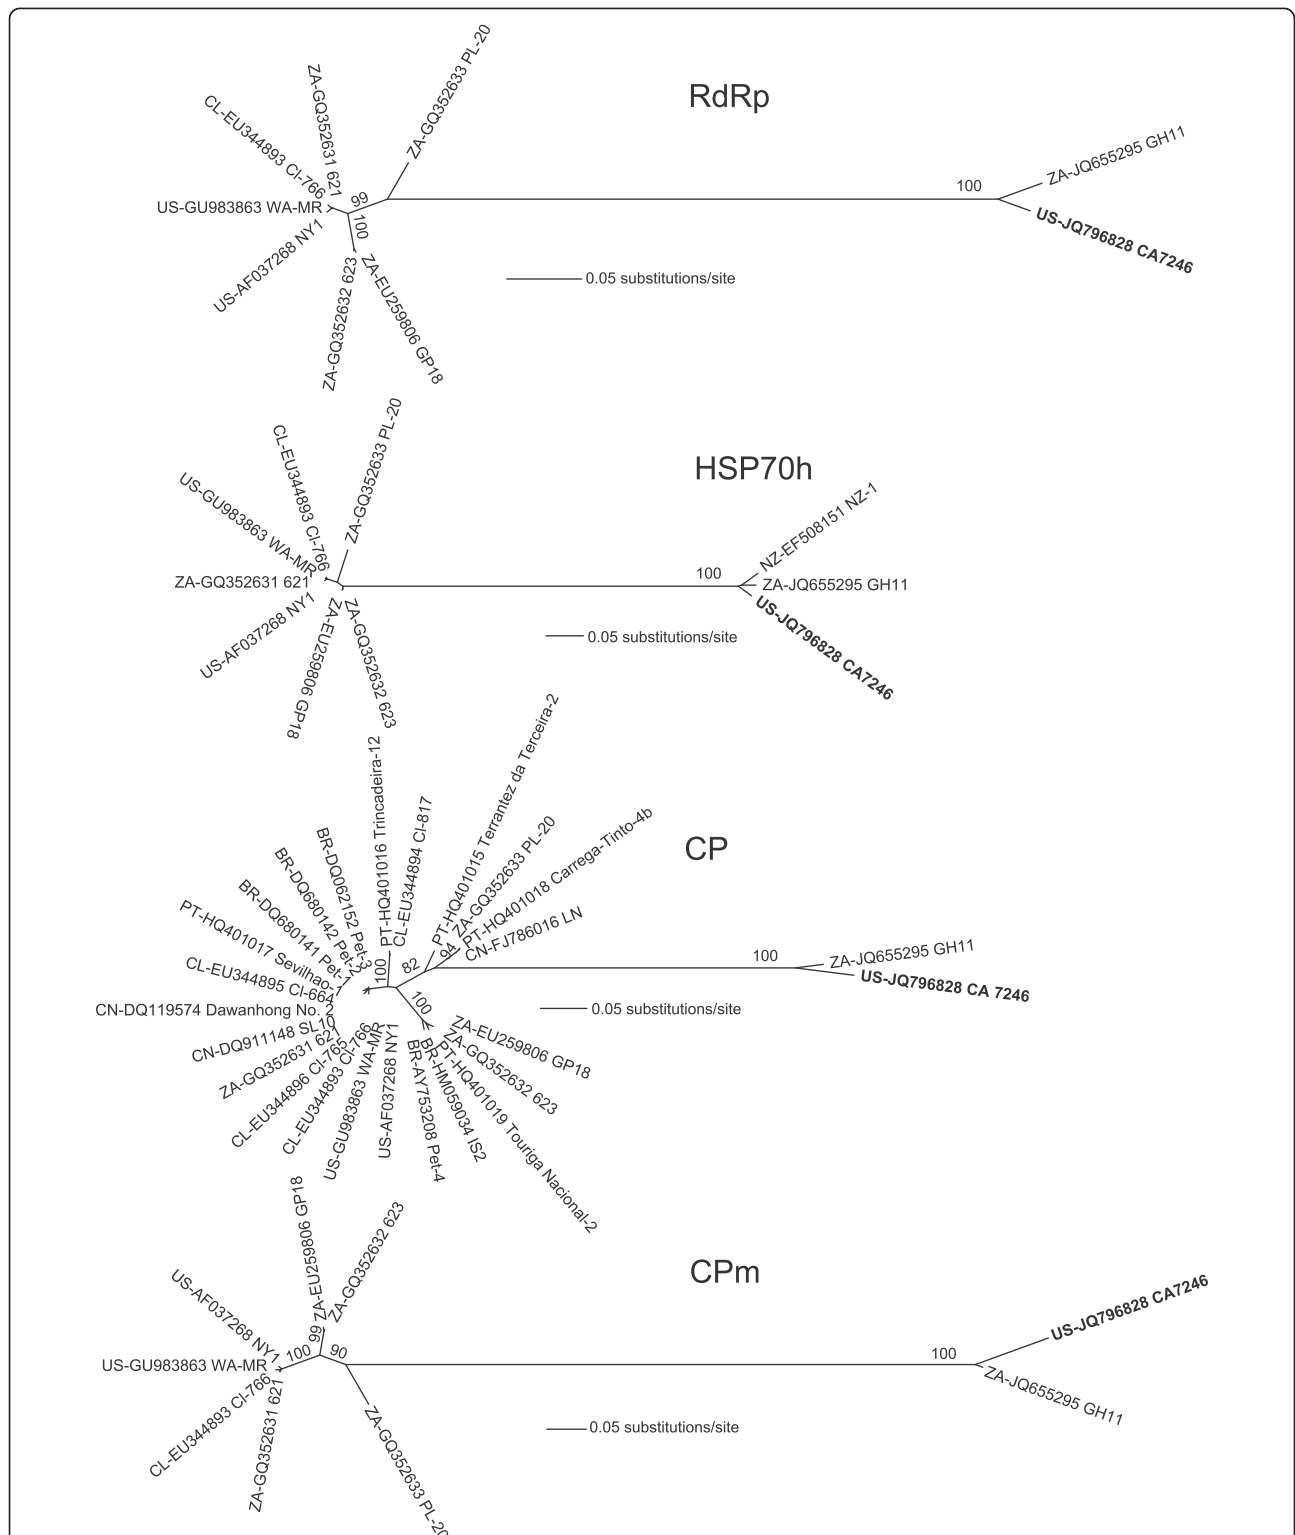 RdRp
ZA-GQ352633 PL-20
ZA-GQ352631 621
CL-EU344893 CI-766
US-GU983863 WA-MR
US-AF037268 NY1
ZA-GQ352632 623
ZA-EU259806 GP18
99
100
100
ZA-JQ655295 GH11
US-JQ796828 CA7246
0.05 substitutions/site
HSP70h
ZA-GQ352633 PL-20
CL-EU344893 CI-766
US-GU983863 WA-MR
ZA-GQ352631 621
US-AF037268 NY1
ZA-EU259806 GP18
ZA-GQ352632 623
100
NZ-EF508151 NZ-1
ZA-JQ655295 GH11
US-JQ796828 CA7246
0.05 substitutions/site
CP
PT-HQ401016 Trincadeira-12
CL-EU344894 CI-817
PT-HQ401015 Terrantez da Terceira-2
ZA-GQ352633 PL-20
PT-HQ401018 Carrega-Tinto-4b
CN-FJ786016 LN
BR-DQ062152 Pet-3
BR-DQ680142 Pet-2
BR-DQ680141 Pet-1
PT-HQ401017 Sevilhao-1
CL-EU344895 CI-664
CN-DQ119574 Dawanhong No. 2
CN-DQ911148 SL10
ZA-GQ352631 621
CL-EU344896 CI-765
CL-EU344893 CI-766
US-GU983863 WA-MR
US-AF037268 NY1
BR-AY753208 Pet-4
BR-HM059034 IS2
PT-HQ401019 Touriga Nacional-2
ZA-GQ352632 623
ZA-EU259806 GP18
100
82
94
100
100
ZA-JQ655295 GH11
US-JQ796828 CA 7246
0.05 substitutions/site
CPm
ZA-EU259806 GP18
ZA-GQ352632 623
US-AF037268 NY1
US-GU983863 WA-MR
CL-EU344893 CI-766
ZA-GQ352631 621
100
99
90
100
US-JQ796828 CA7246
ZA-JQ655295 GH11
ZA-GQ352633 PL-20
0.05 substitutions/site